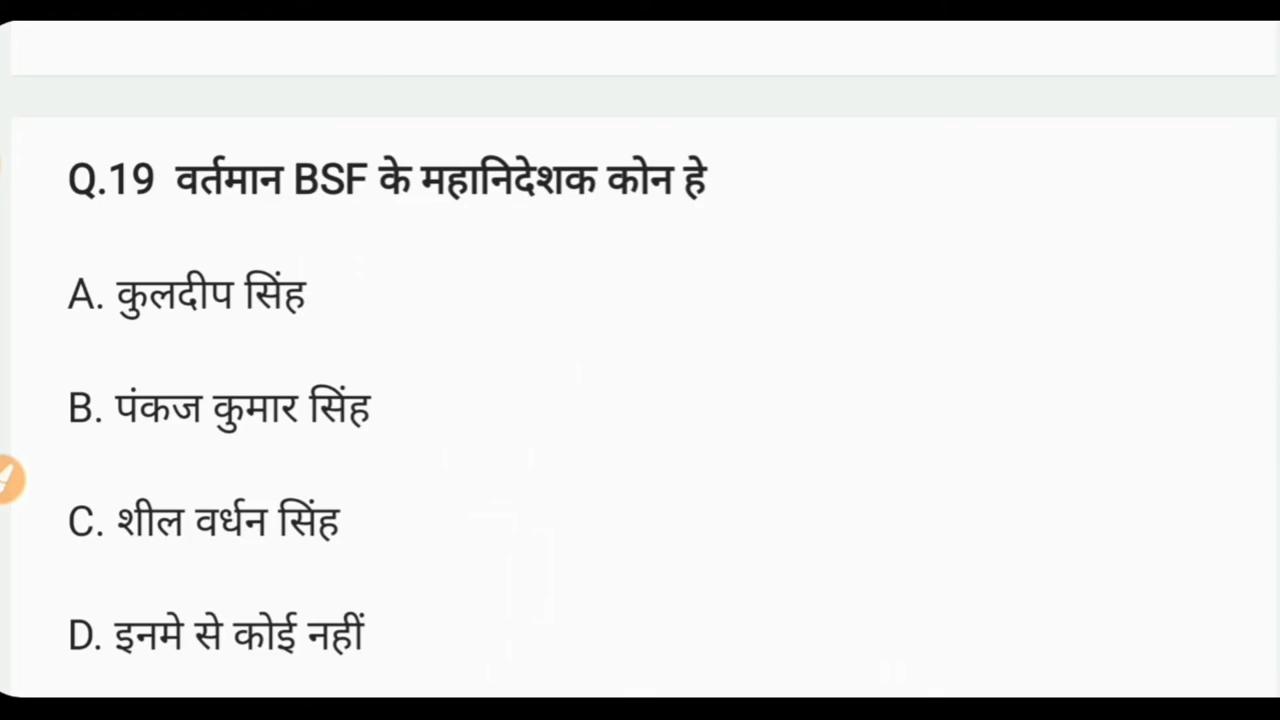 Q.19 वर्तमान BSF के महानिदेशक कोन हे
A. कुलदीप सिंह
B. पंकज कुमार सिंह
C. शील वर्धन सिंह
D. इनमे से कोई नहीं